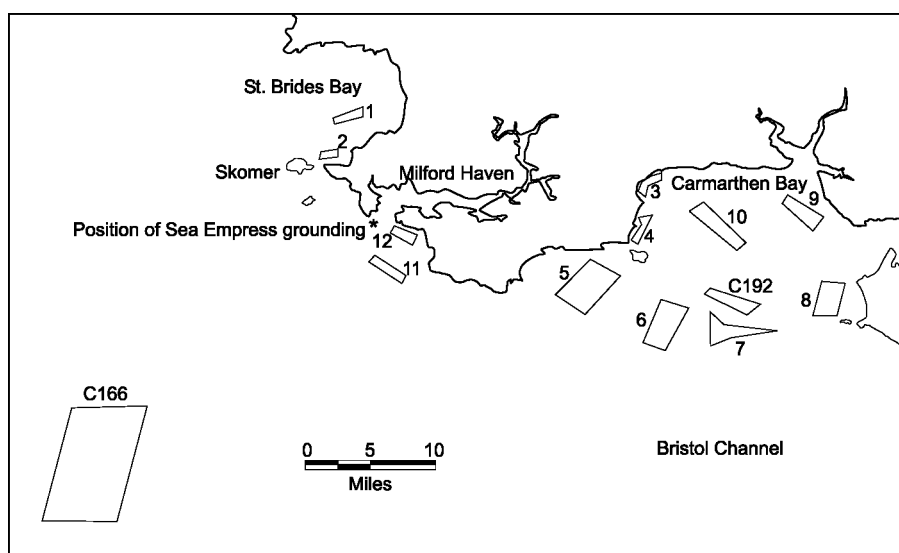 St. Brides Bay
1
2
Skomer
Milford Haven
3
Carmarthen Bay
9
10
4
Position of Sea Empress grounding *
12
11
5
C192
8
6
7
C166
0 5 10
Miles
Bristol Channel